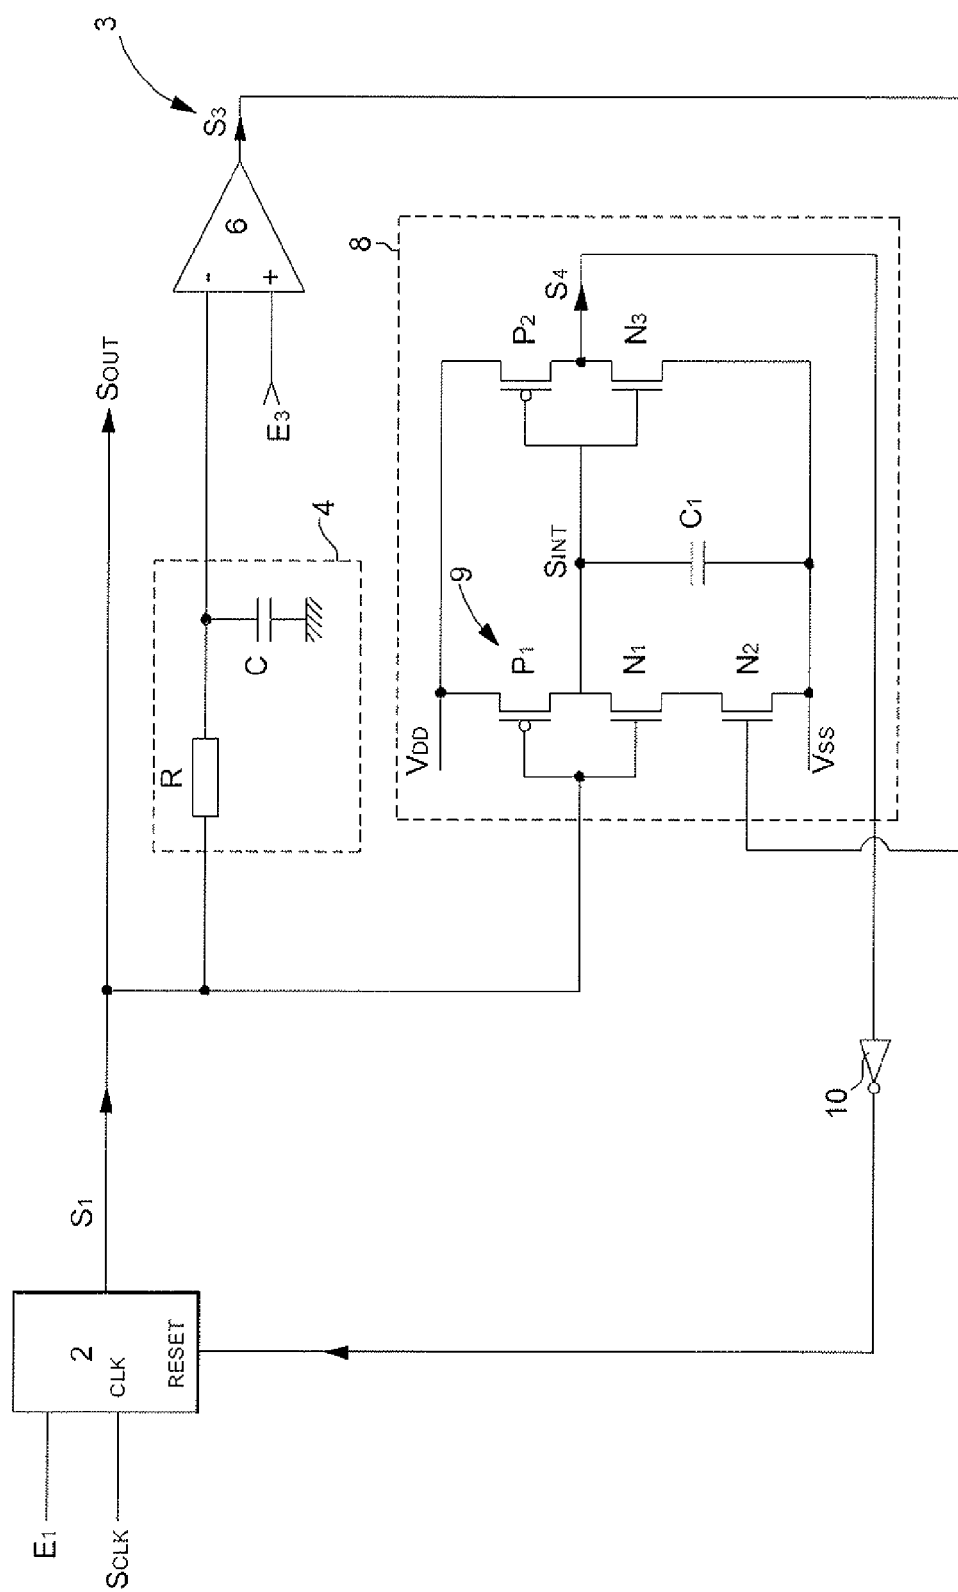 3
S3
6
-
+
E3
SOUT
4
C
R
8
S4
P2
N3
SINT
C1
9
P1
N1
N2
VDD
VSS
10
S1
2
CLK
RESET
E1
SCLK